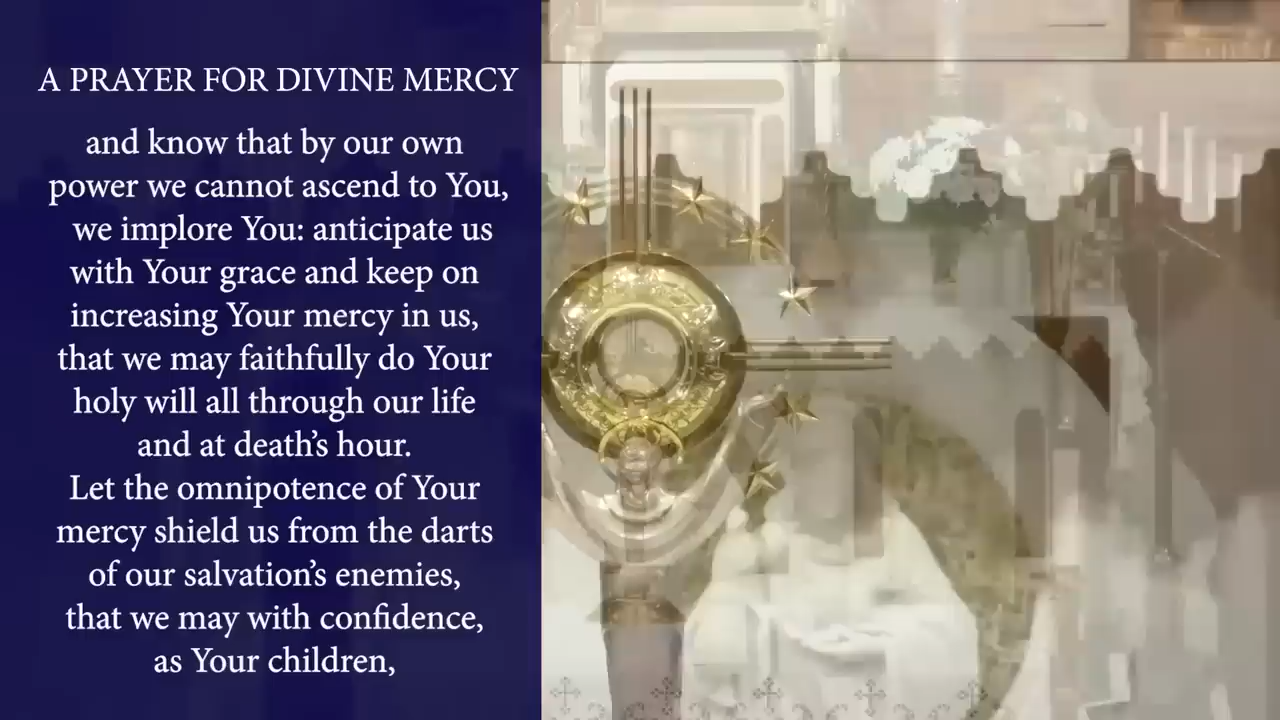 A PRAYER FOR DIVINE MERCY
and know that by our own
power we cannot ascend to You,
we implore You: anticipate us
with Your grace and keep on
increasing Your mercy in us,
that we may faithfully do Your
holy will all through our life
and at death’s hour.
Let the omnipotence of Your
mercy shield us from the darts
of our salvation’s enemies,
that we may with confidence,
as Your children,